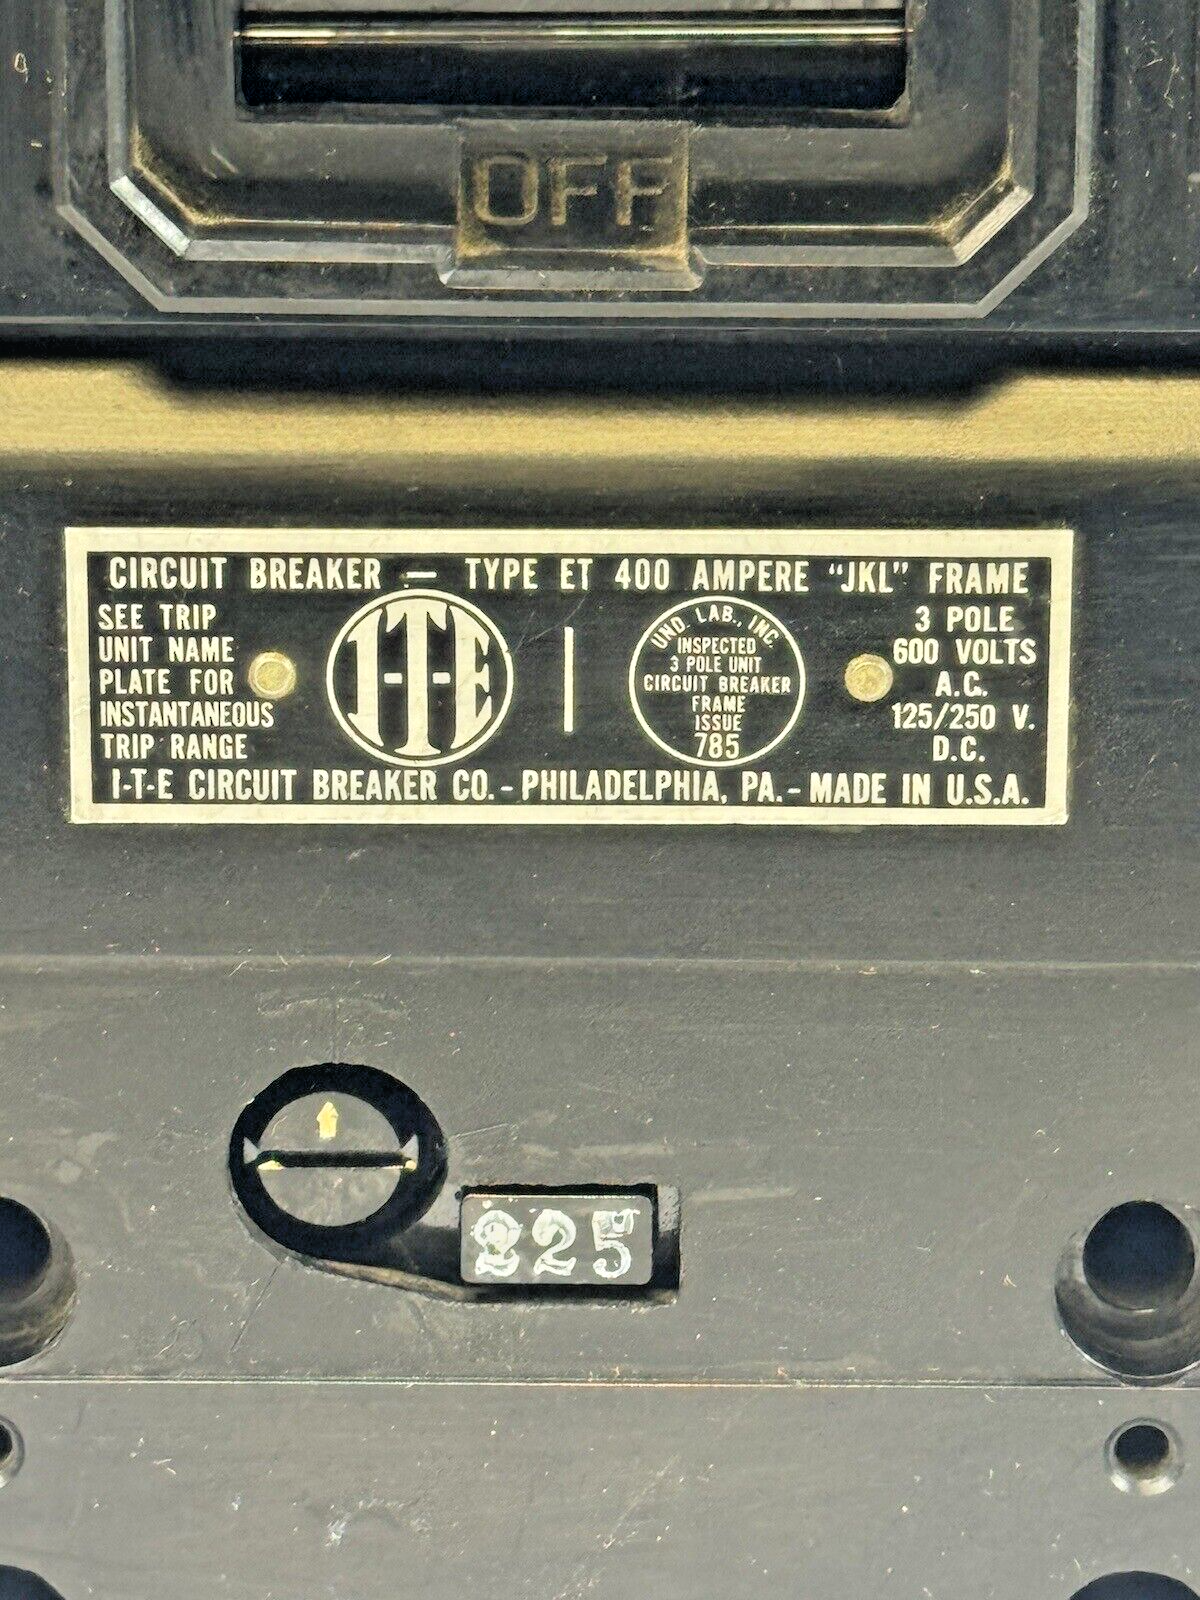 OFF
CIRCUIT BREAKER — TYPE ET 400 AMPERE "JKL" FRAME
SEE TRIP
UNIT NAME
PLATE FOR
INSTANTANEOUS
TRIP RANGE
I-T-E
UND. LAB., INC.
INSPECTED
3 POLE UNIT
CIRCUIT BREAKER
FRAME
ISSUE
785
3 POLE
600 VOLTS
A.C.
125/250 V.
D.C.
I-T-E CIRCUIT BREAKER CO.-PHILADELPHIA, PA.-MADE IN U.S.A.
225